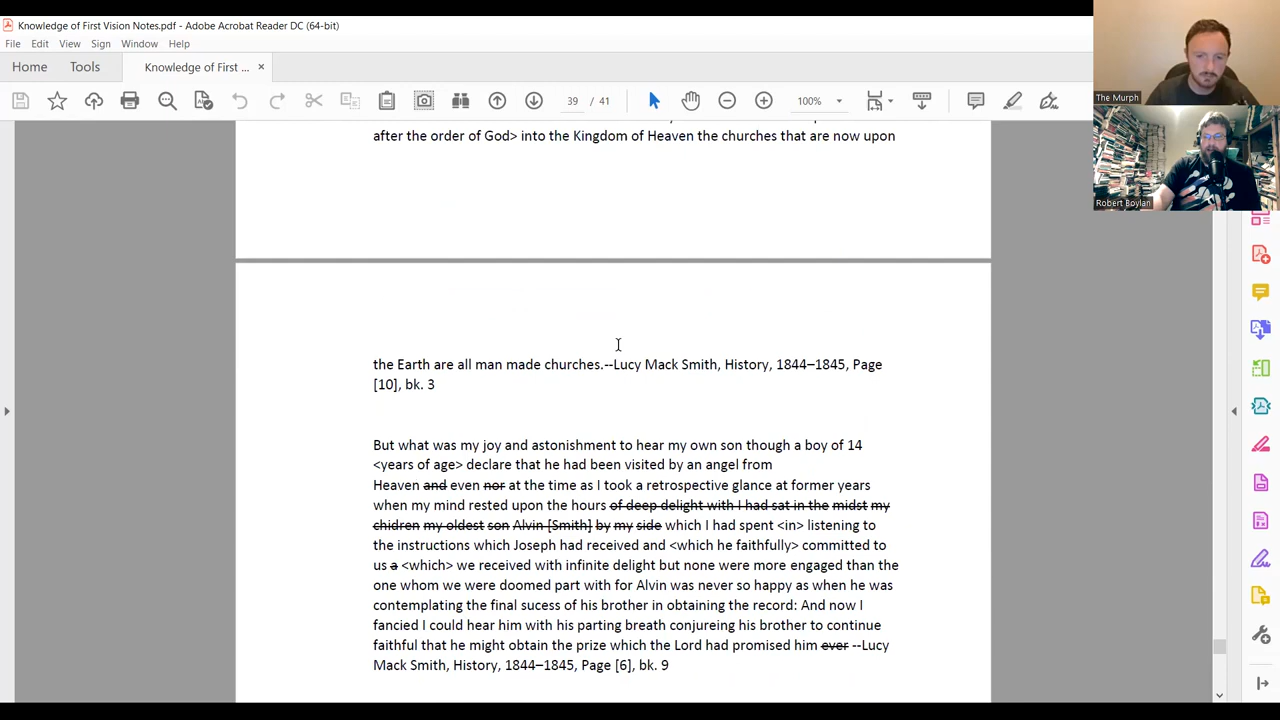 Knowledge of First Vision Notes.pdf - Adobe Acrobat Reader DC (64-bit)
File Edit View Sign Window Help
Home Tools Knowledge of First ... ×
39 / 41 100%
The Murph
Robert Boylan
after the order of God> into the Kingdom of Heaven the churches that are now upon
the Earth are all man made churches.--Lucy Mack Smith, History, 1844–1845, Page
[10], bk. 3
But what was my joy and astonishment to hear my own son though a boy of 14
<years of age> declare that he had been visited by an angel from
Heaven and even nor at the time as I took a retrospective glance at former years
when my mind rested upon the hours of deep delight with I had sat in the midst my
chidren my oldest son Alvin [Smith] by my side which I had spent <in> listening to
the instructions which Joseph had received and <which he faithfully> committed to
us a <which> we received with infinite delight but none were more engaged than the
one whom we were doomed part with for Alvin was never so happy as when he was
contemplating the final sucess of his brother in obtaining the record: And now I
fancied I could hear him with his parting breath conjureing his brother to continue
faithful that he might obtain the prize which the Lord had promised him ever --Lucy
Mack Smith, History, 1844–1845, Page [6], bk. 9